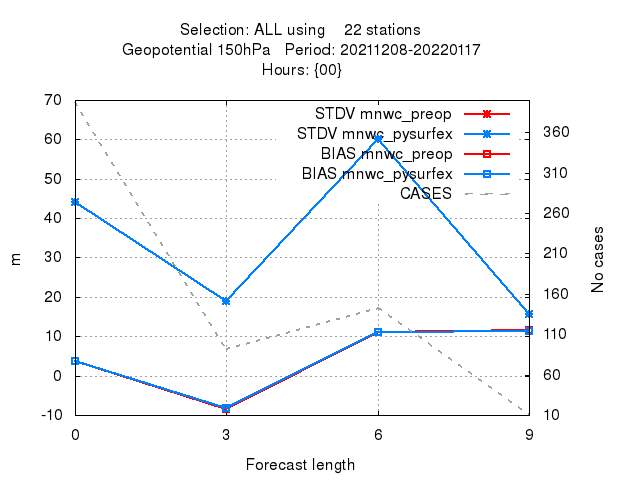 Selection: ALL using    22 stations
Geopotential 150hPa   Period: 20211208-20220117
Hours: {00}
STDV mnwc_preop
STDV mnwc_pysurfex
BIAS mnwc_preop
BIAS mnwc_pysurfex
CASES
70
60
50
40
30
20
10
0
-10
m
360
310
260
210
160
110
60
10
No cases
0 3 6 9
Forecast length